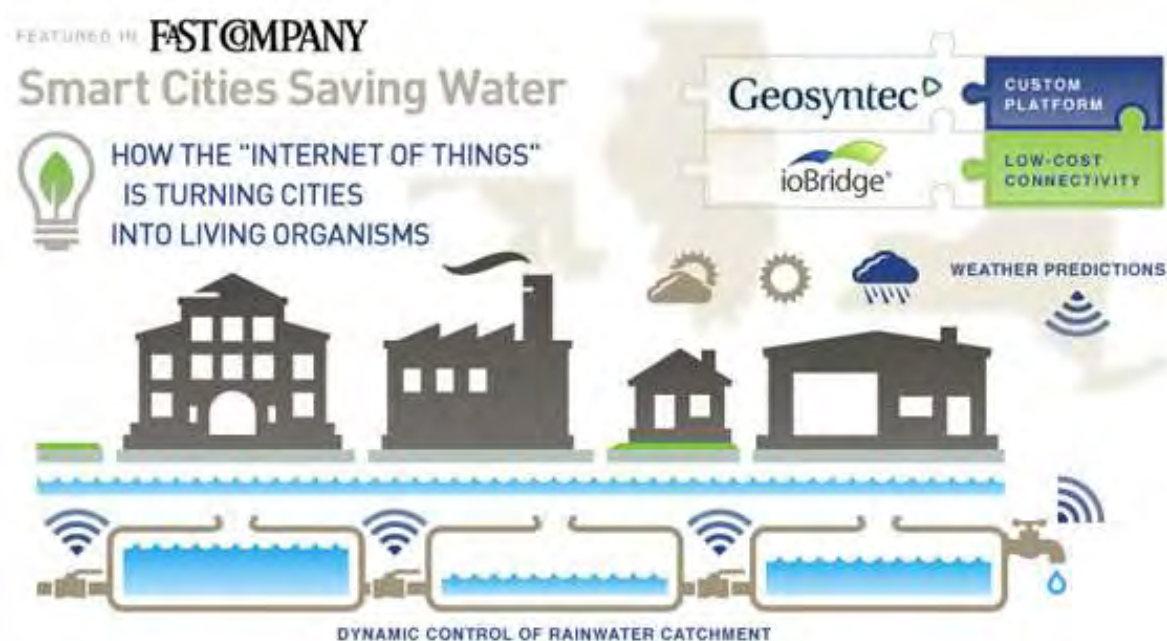 FEATURED IN FAST COMPANY
Smart Cities Saving Water
HOW THE "INTERNET OF THINGS"
IS TURNING CITIES
INTO LIVING ORGANISMS
Geosyntec
CUSTOM
PLATFORM
ioBridge
LOW-COST
CONNECTIVITY
WEATHER PREDICTIONS
DYNAMIC CONTROL OF RAINWATER CATCHMENT